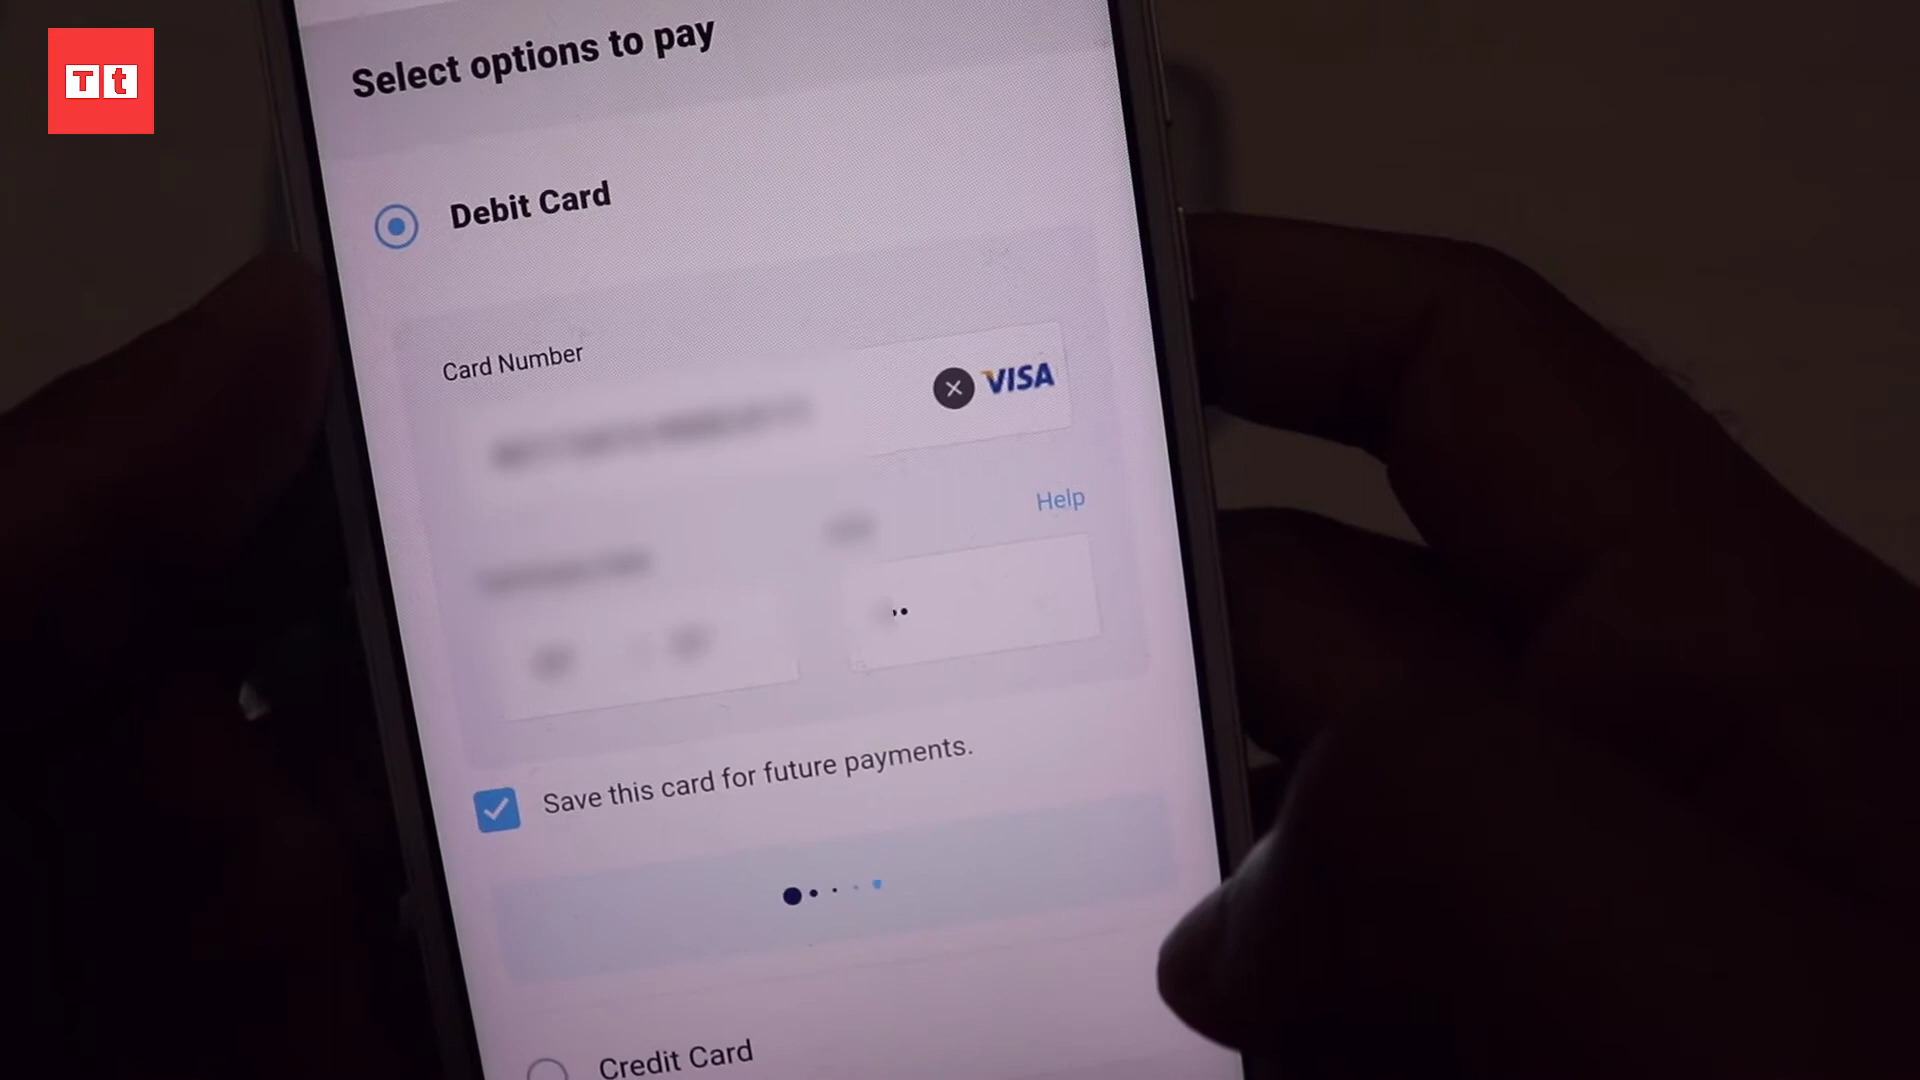 Tt
Select options to pay
Debit Card
Card Number
VISA
Help
Save this card for future payments.
Credit Card